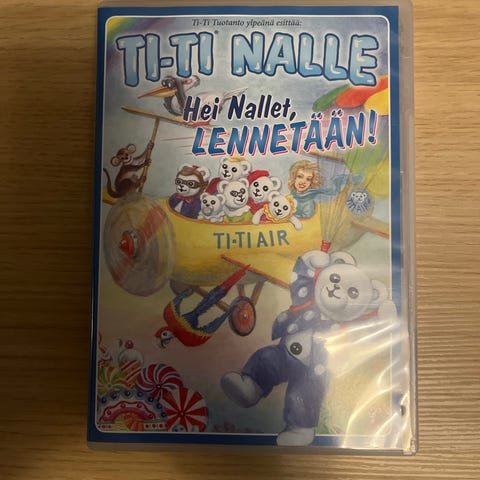 Ti-Ti Tuotanto ylpeänä esittää:
TI-TI® NALLE
Hei Nallet,
LENNETÄÄN!
TI-TI AIR